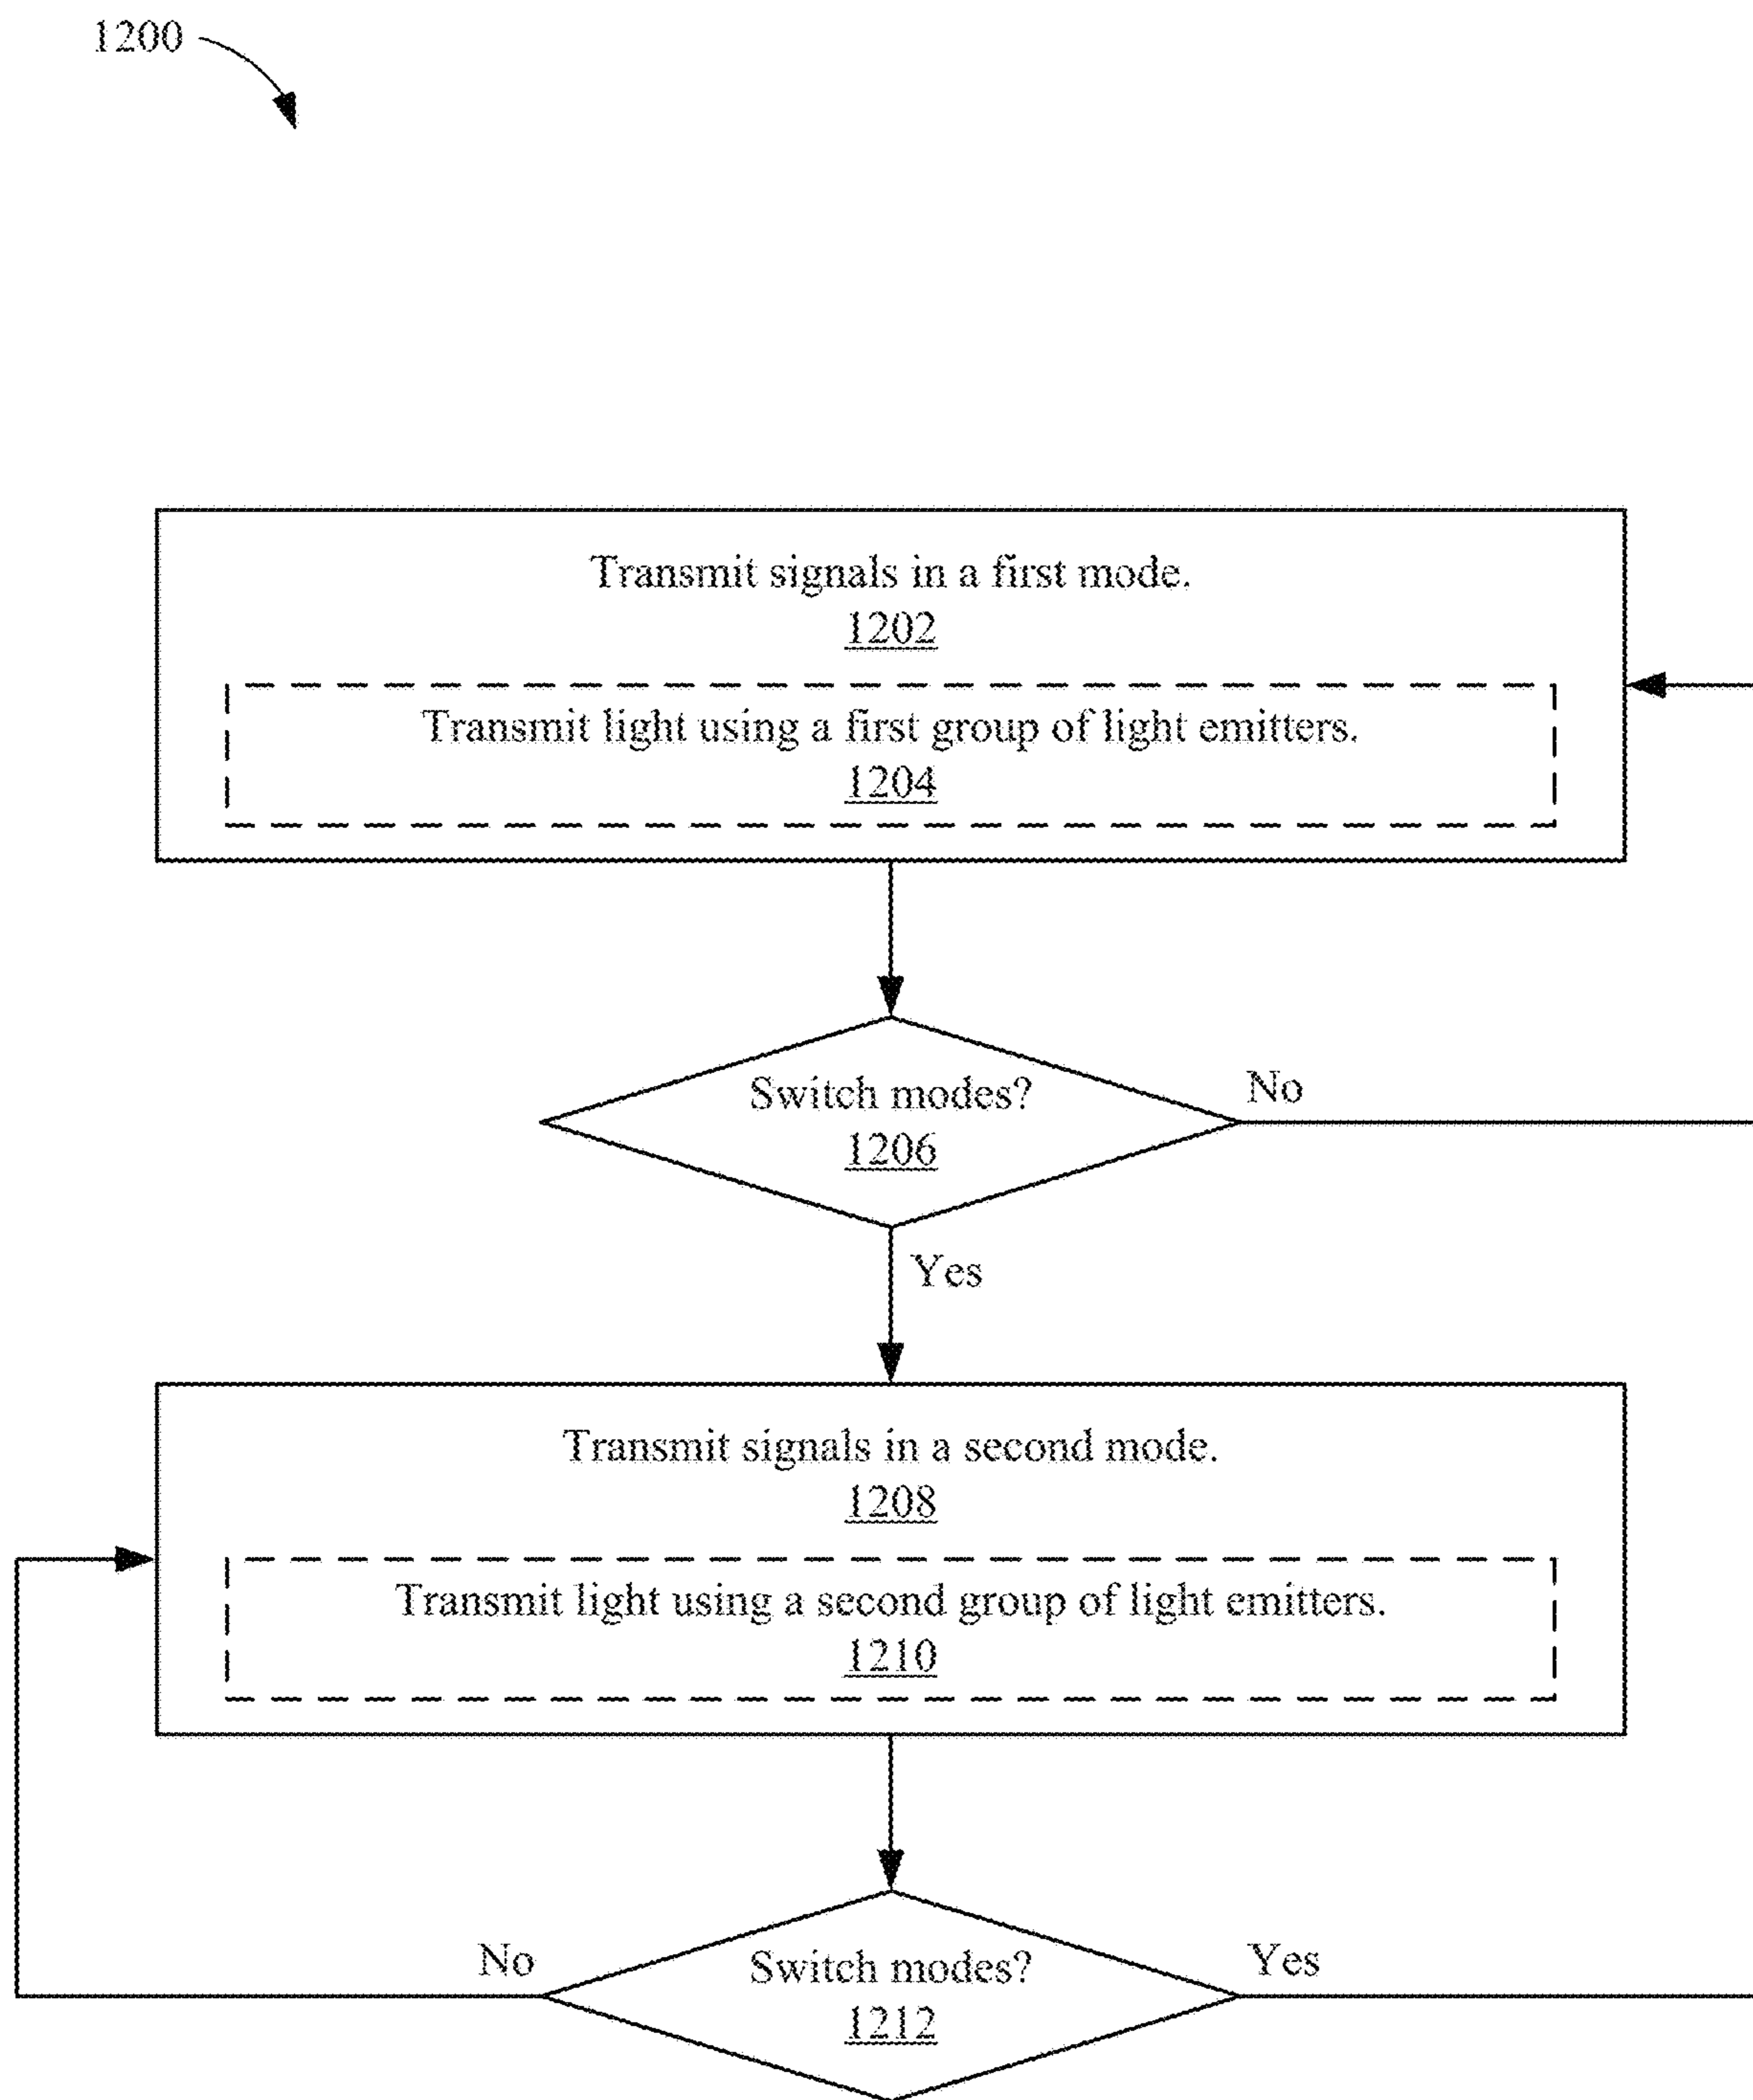 1200
Transmit signals in a first mode.
1202
Transmit light using a first group of light emitters.
1204
Switch modes?
1206
No
Yes
Transmit signals in a second mode.
1208
Transmit light using a second group of light emitters.
1210
No
Switch modes?
1212
Yes